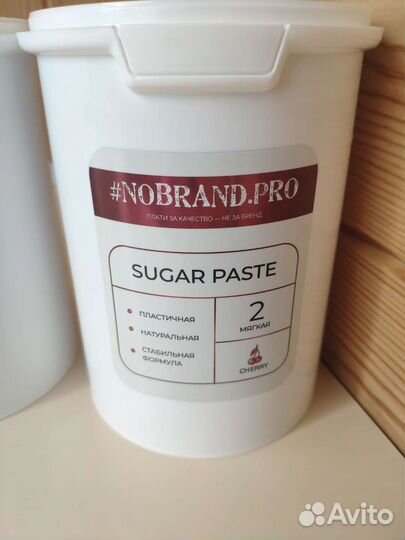 #NOBRAND.PRO
ПЛАТИ ЗА КАЧЕСТВО — НЕ ЗА БРЕНД
SUGAR PASTE
ПЛАСТИЧНАЯ
НАТУРАЛЬНАЯ
СТАБИЛЬНАЯ
ФОРМУЛА
2
МЯГКАЯ
CHERRY
Avito